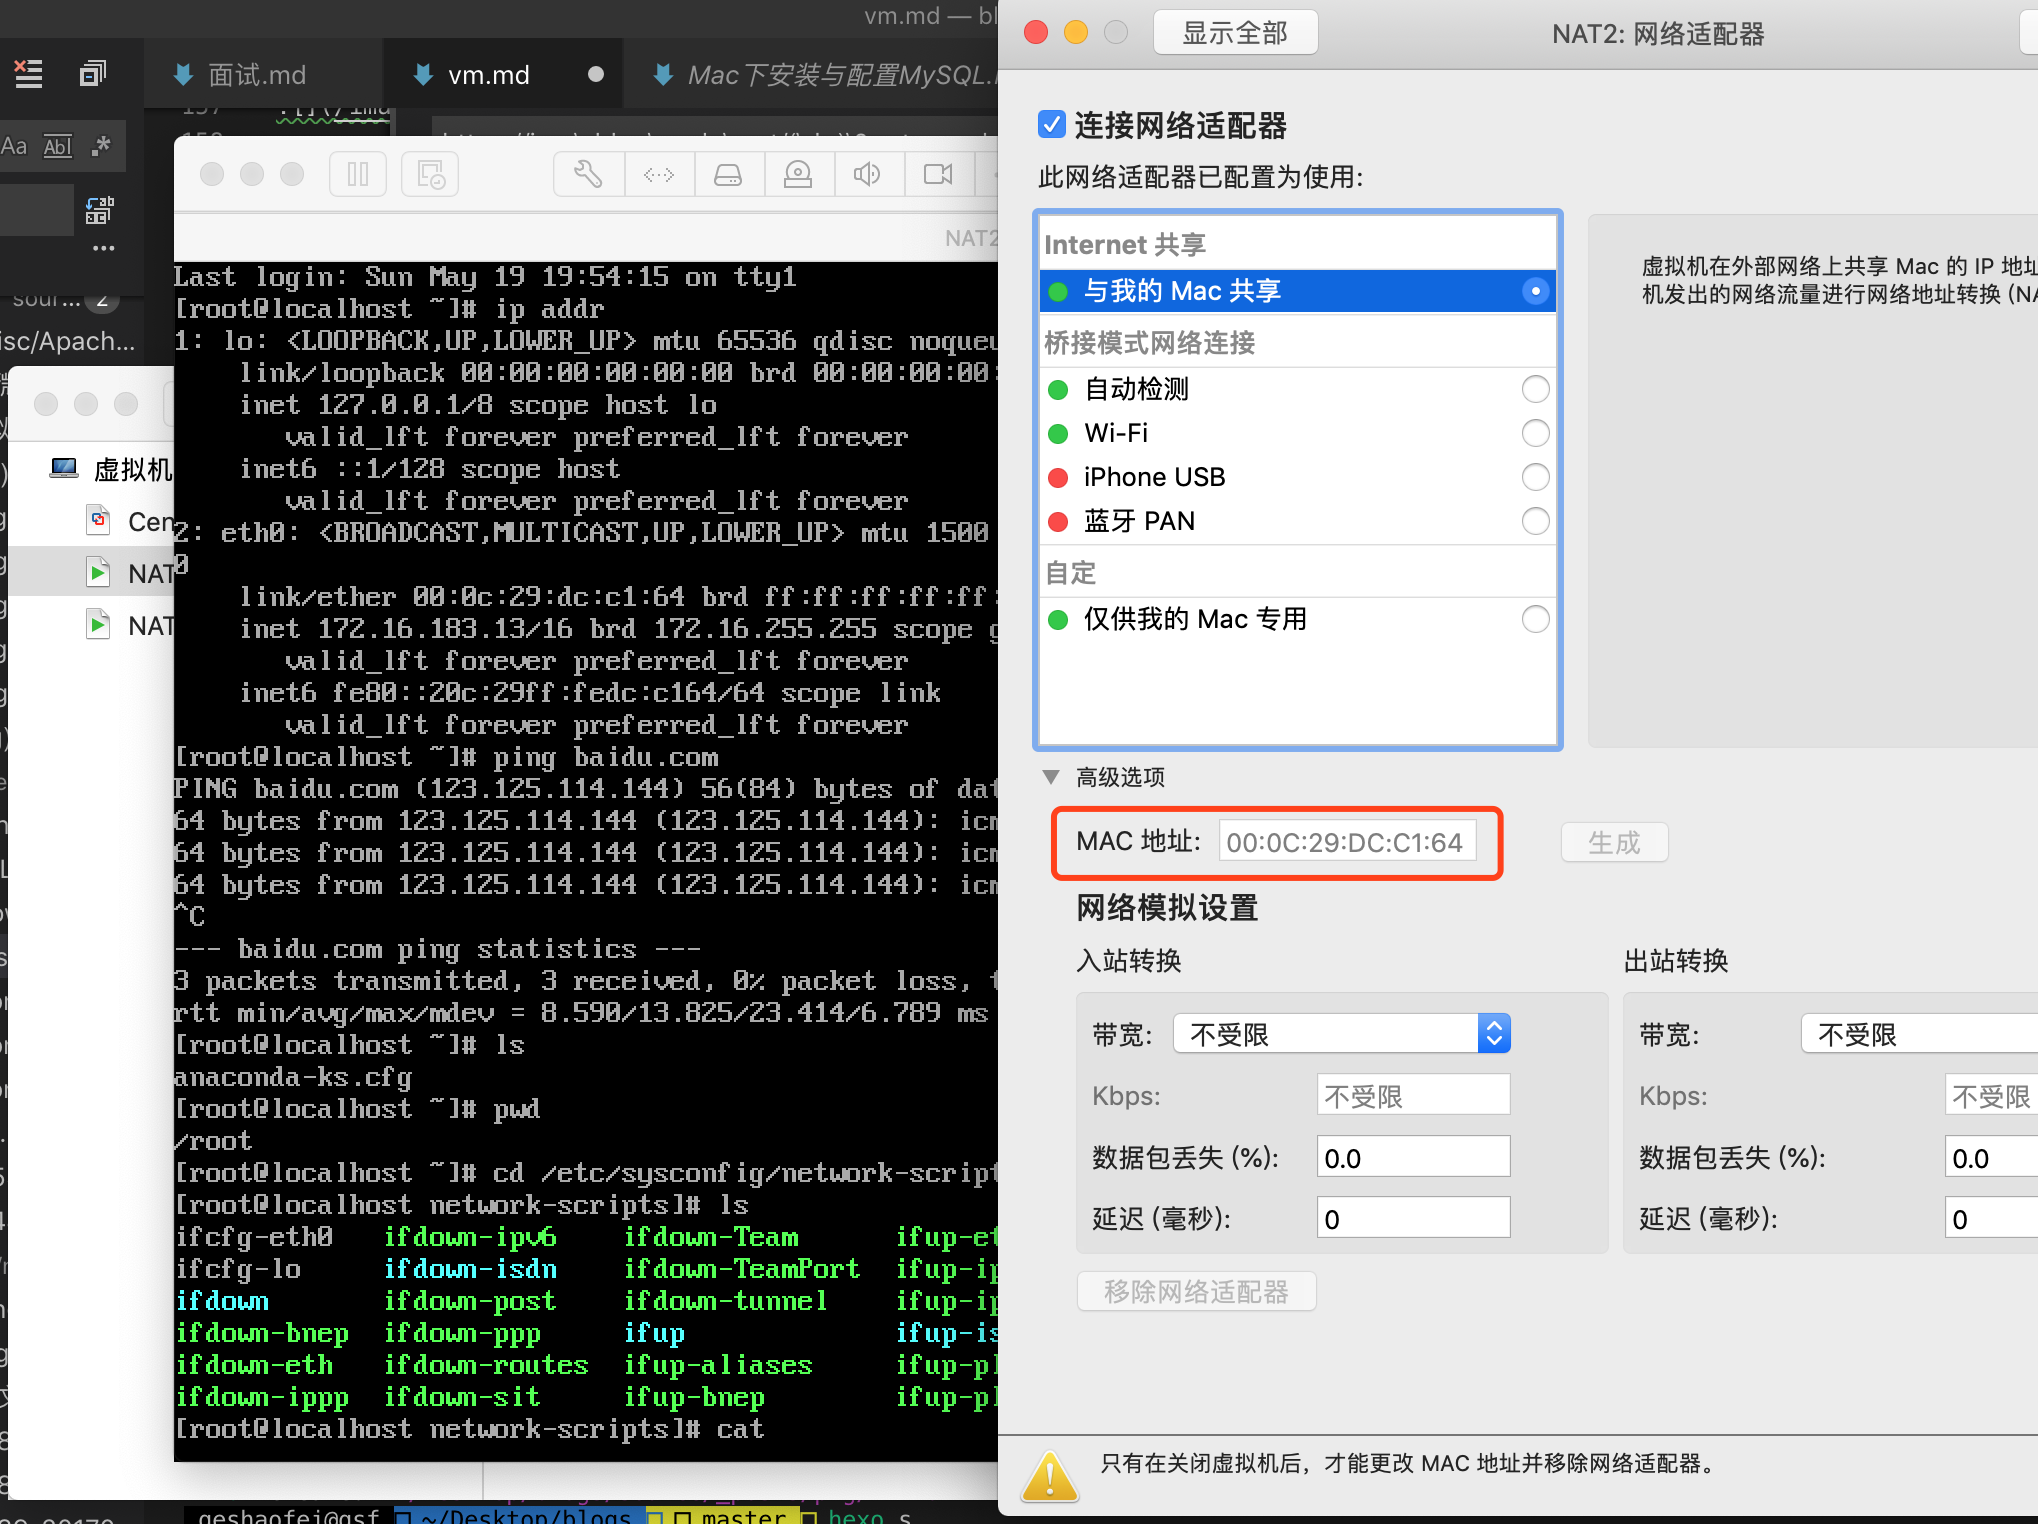 vm.md — bl
面试.md
vm.md
Mac下安装与配置MySQL.
157
Aa
Abl
NAT2
sour... 2
isc/Apach...
虚拟机
Cen
NAT
NAT
Last login: Sun May 19 19:54:15 on tty1
[root@localhost ~]# ip addr
1: lo: <LOOPBACK,UP,LOWER_UP> mtu 65536 qdisc noqueu
link/loopback 00:00:00:00:00:00 brd 00:00:00:00:
inet 127.0.0.1/8 scope host lo
valid_lft forever preferred_lft forever
inet6 ::1/128 scope host
valid_lft forever preferred_lft forever
2: eth0: <BROADCAST,MULTICAST,UP,LOWER_UP> mtu 1500
0
link/ether 00:0c:29:dc:c1:64 brd ff:ff:ff:ff:ff:
inet 172.16.183.13/16 brd 172.16.255.255 scope g
valid_lft forever preferred_lft forever
inet6 fe80::20c:29ff:fedc:c164/64 scope link
valid_lft forever preferred_lft forever
[root@localhost ~]# ping baidu.com
PING baidu.com (123.125.114.144) 56(84) bytes of dat
64 bytes from 123.125.114.144 (123.125.114.144): icm
64 bytes from 123.125.114.144 (123.125.114.144): icm
64 bytes from 123.125.114.144 (123.125.114.144): icm
^C
--- baidu.com ping statistics ---
3 packets transmitted, 3 received, 0% packet loss, t
rtt min/avg/max/mdev = 8.590/13.825/23.414/6.789 ms
[root@localhost ~]# ls
anaconda-ks.cfg
[root@localhost ~]# pwd
/root
[root@localhost ~]# cd /etc/sysconfig/network-script
[root@localhost network-scripts]# ls
ifcfg-eth0 ifdown-ipv6 ifdown-Team ifup-et
ifcfg-lo ifdown-isdn ifdown-TeamPort ifup-ip
ifdown ifdown-post ifdown-tunnel ifup-ip
ifdown-bnep ifdown-ppp ifup ifup-is
ifdown-eth ifdown-routes ifup-aliases ifup-pl
ifdown-ippp ifdown-sit ifup-bnep ifup-pl
[root@localhost network-scripts]# cat
geshaofei@gsf ~/Desktop/blogs master hexo s
显示全部
NAT2: 网络适配器
连接网络适配器
此网络适配器已配置为使用:
Internet 共享
与我的 Mac 共享
桥接模式网络连接
自动检测
Wi-Fi
iPhone USB
蓝牙 PAN
自定
仅供我的 Mac 专用
虚拟机在外部网络上共享 Mac 的 IP 地址
机发出的网络流量进行网络地址转换 (NA
高级选项
MAC 地址: 00:0C:29:DC:C1:64
生成
网络模拟设置
入站转换
带宽: 不受限
Kbps: 不受限
数据包丢失 (%): 0.0
延迟 (毫秒): 0
出站转换
带宽: 不受限
Kbps: 不受限
数据包丢失 (%): 0.0
延迟 (毫秒): 0
移除网络适配器
只有在关闭虚拟机后，才能更改 MAC 地址并移除网络适配器。